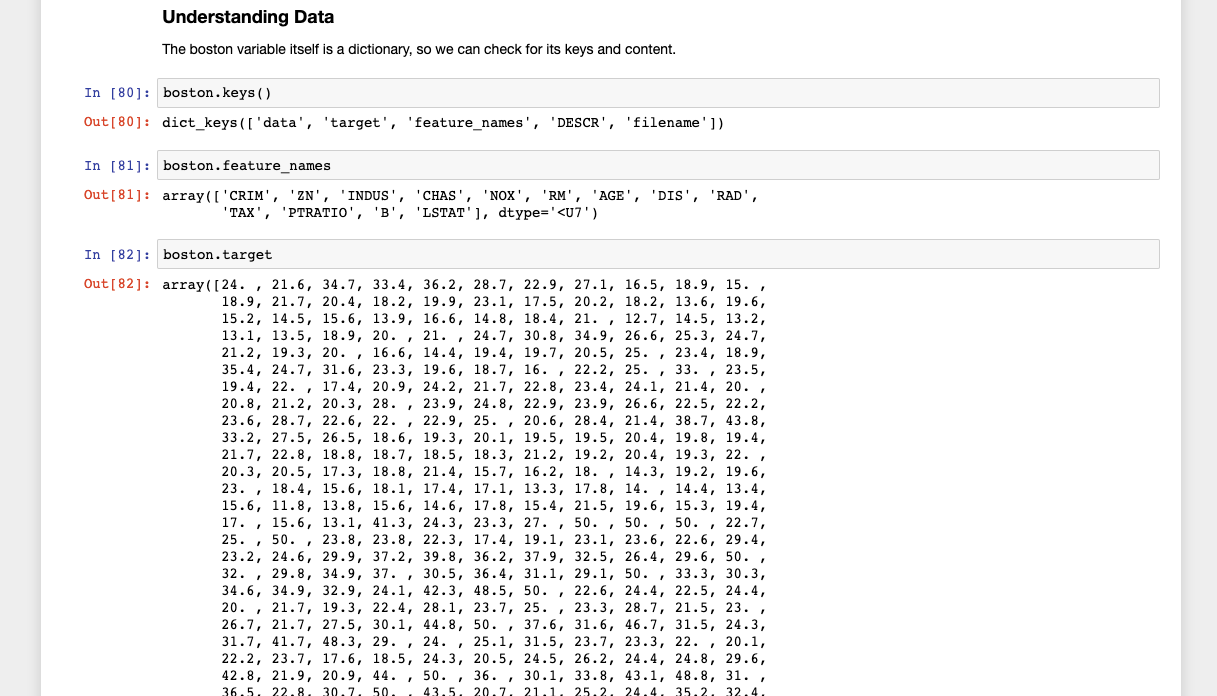 Understanding Data
The boston variable itself is a dictionary, so we can check for its keys and content.
In [80]: boston.keys()
Out[80]: dict_keys(['data', 'target', 'feature_names', 'DESCR', 'filename'])
In [81]: boston.feature_names
Out[81]: array(['CRIM', 'ZN', 'INDUS', 'CHAS', 'NOX', 'RM', 'AGE', 'DIS', 'RAD',
'TAX', 'PTRATIO', 'B', 'LSTAT'], dtype='<U7')
In [82]: boston.target
Out[82]: array([24. , 21.6, 34.7, 33.4, 36.2, 28.7, 22.9, 27.1, 16.5, 18.9, 15. ,
18.9, 21.7, 20.4, 18.2, 19.9, 23.1, 17.5, 20.2, 18.2, 13.6, 19.6,
15.2, 14.5, 15.6, 13.9, 16.6, 14.8, 18.4, 21. , 12.7, 14.5, 13.2,
13.1, 13.5, 18.9, 20. , 21. , 24.7, 30.8, 34.9, 26.6, 25.3, 24.7,
21.2, 19.3, 20. , 16.6, 14.4, 19.4, 19.7, 20.5, 25. , 23.4, 18.9,
35.4, 24.7, 31.6, 23.3, 19.6, 18.7, 16. , 22.2, 25. , 33. , 23.5,
19.4, 22. , 17.4, 20.9, 24.2, 21.7, 22.8, 23.4, 24.1, 21.4, 20. ,
20.8, 21.2, 20.3, 28. , 23.9, 24.8, 22.9, 23.9, 26.6, 22.5, 22.2,
23.6, 28.7, 22.6, 22. , 22.9, 25. , 20.6, 28.4, 21.4, 38.7, 43.8,
33.2, 27.5, 26.5, 18.6, 19.3, 20.1, 19.5, 19.5, 20.4, 19.8, 19.4,
21.7, 22.8, 18.8, 18.7, 18.5, 18.3, 21.2, 19.2, 20.4, 19.3, 22. ,
20.3, 20.5, 17.3, 18.8, 21.4, 15.7, 16.2, 18. , 14.3, 19.2, 19.6,
23. , 18.4, 15.6, 18.1, 17.4, 17.1, 13.3, 17.8, 14. , 14.4, 13.4,
15.6, 11.8, 13.8, 15.6, 14.6, 17.8, 15.4, 21.5, 19.6, 15.3, 19.4,
17. , 15.6, 13.1, 41.3, 24.3, 23.3, 27. , 50. , 50. , 50. , 22.7,
25. , 50. , 23.8, 23.8, 22.3, 17.4, 19.1, 23.1, 23.6, 22.6, 29.4,
23.2, 24.6, 29.9, 37.2, 39.8, 36.2, 37.9, 32.5, 26.4, 29.6, 50. ,
32. , 29.8, 34.9, 37. , 30.5, 36.4, 31.1, 29.1, 50. , 33.3, 30.3,
34.6, 34.9, 32.9, 24.1, 42.3, 48.5, 50. , 22.6, 24.4, 22.5, 24.4,
20. , 21.7, 19.3, 22.4, 28.1, 23.7, 25. , 23.3, 28.7, 21.5, 23. ,
26.7, 21.7, 27.5, 30.1, 44.8, 50. , 37.6, 31.6, 46.7, 31.5, 24.3,
31.7, 41.7, 48.3, 29. , 24. , 25.1, 31.5, 23.7, 23.3, 22. , 20.1,
22.2, 23.7, 17.6, 18.5, 24.3, 20.5, 24.5, 26.2, 24.4, 24.8, 29.6,
42.8, 21.9, 20.9, 44. , 50. , 36. , 30.1, 33.8, 43.1, 48.8, 31. ,
36.5, 22.8, 30.7, 50. , 43.5, 20.7, 21.1, 25.2, 24.4, 35.2, 32.4,